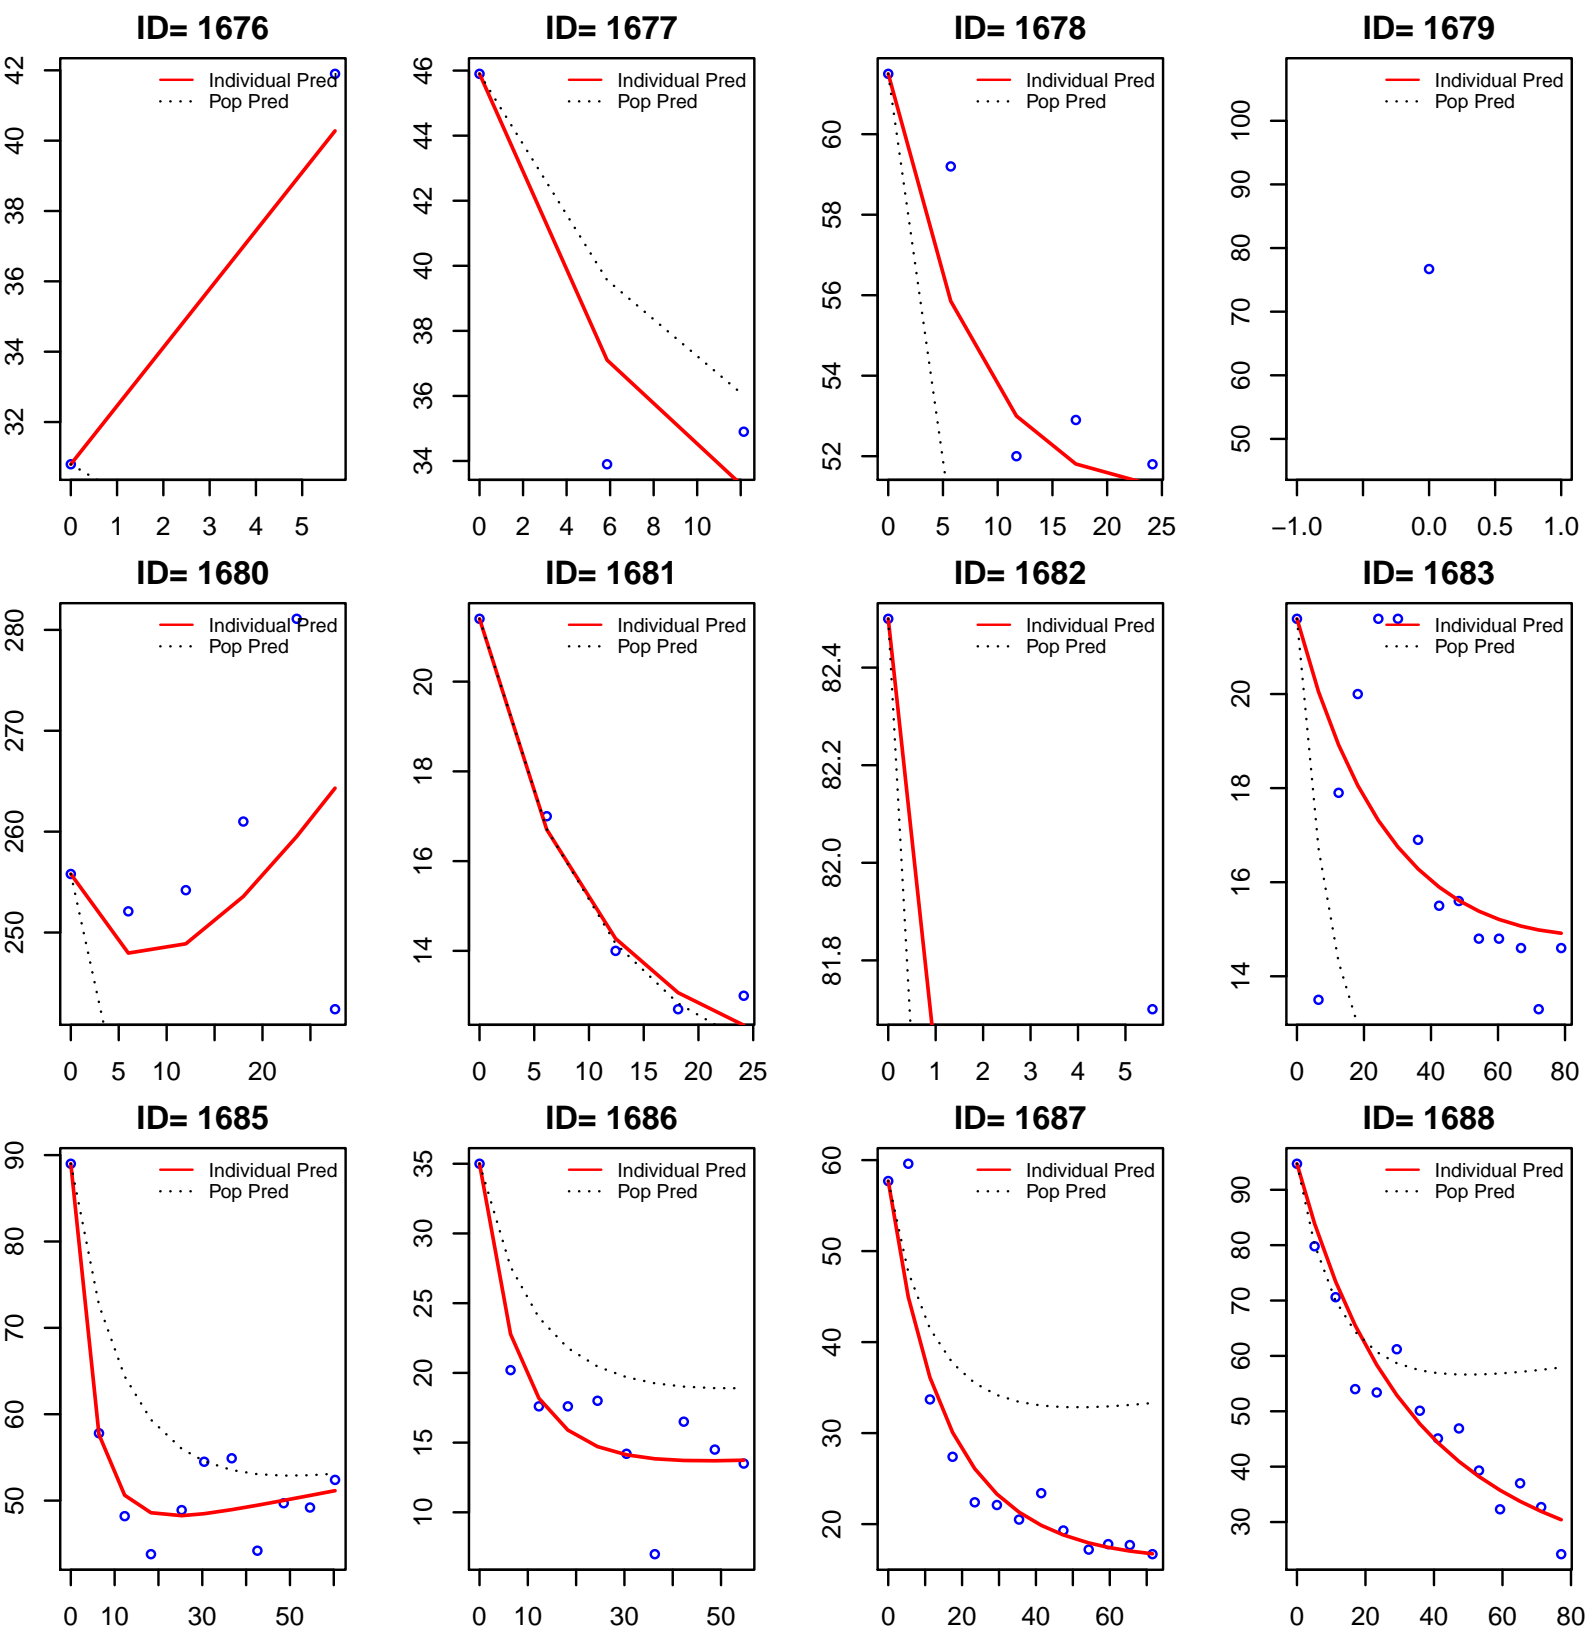 ID= 1676
Individual Pred
Pop Pred
42
40
38
36
34
32
0 1 2 3 4 5
ID= 1677
Individual Pred
Pop Pred
46
44
42
40
38
36
34
0 2 4 6 8 10
ID= 1678
Individual Pred
Pop Pred
60
58
56
54
52
0 5 10 15 20 25
ID= 1679
Individual Pred
Pop Pred
100
90
80
70
60
50
−1.0 0.0 0.5 1.0
ID= 1680
Individual Pred
Pop Pred
280
270
260
250
0 5 10 20
ID= 1681
Individual Pred
Pop Pred
20
18
16
14
0 5 10 15 20 25
ID= 1682
Individual Pred
Pop Pred
82.4
82.2
82.0
81.8
0 1 2 3 4 5
ID= 1683
Individual Pred
Pop Pred
20
18
16
14
0 20 40 60 80
ID= 1685
Individual Pred
Pop Pred
90
80
70
60
50
0 10 30 50
ID= 1686
Individual Pred
Pop Pred
35
30
25
20
15
10
0 10 30 50
ID= 1687
Individual Pred
Pop Pred
60
50
40
30
20
0 20 40 60
ID= 1688
Individual Pred
Pop Pred
90
80
70
60
50
40
30
0 20 40 60 80